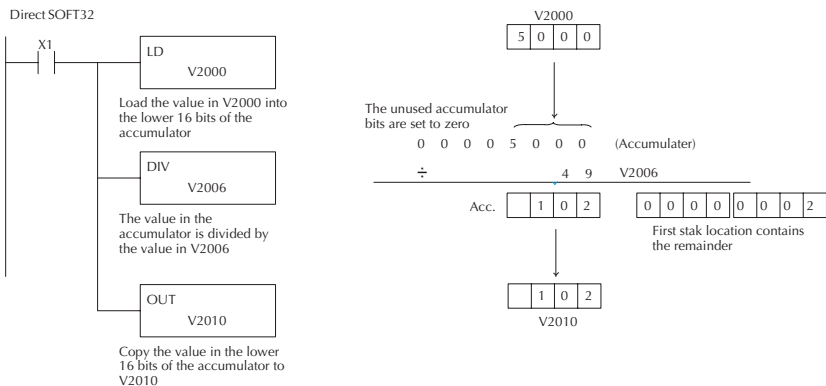 Direct SOFT32
X1
LD
V2000
Load the value in V2000 into
the lower 16 bits of the
accumulator
DIV
V2006
The value in the
accumulator is divided by
the value in V2006
OUT
V2010
Copy the value in the lower
16 bits of the accumulator to
V2010
V2000
5 0 0 0
The unused accumulator
bits are set to zero
0 0 0 0 5 0 0 0 (Accumulater)
÷ 4 9 V2006
Acc. 1 0 2 0 0 0 0 0 0 0 2
First stak location contains
the remainder
1 0 2
V2010